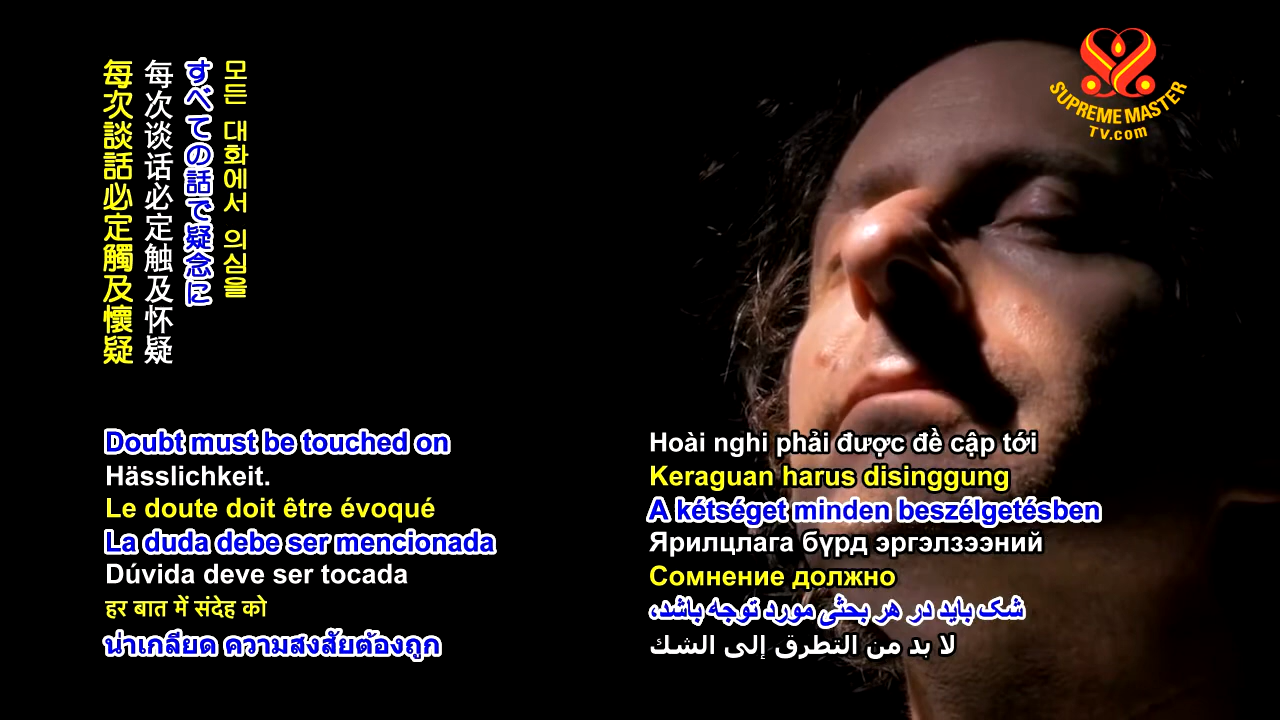 每次談話必定觸及懷疑
每次谈话必定触及怀疑
すべての話で疑念に
모든 대화에서 의심을
SUPREME MASTER
TV.com
Doubt must be touched on
Hässlichkeit.
Le doute doit être évoqué
La duda debe ser mencionada
Dúvida deve ser tocada
हर बात में संदेह को
น่าเกลียด ความสงสัยต้องถูก
Hoài nghi phải được đề cập tới
Keraguan harus disinggung
A kétséget minden beszélgetésben
Ярилцлага бүрд эргэлзээний
Сомнение должно
شک باید در هر بحثی مورد توجه باشد،
لا بد من التطرق إلى الشك